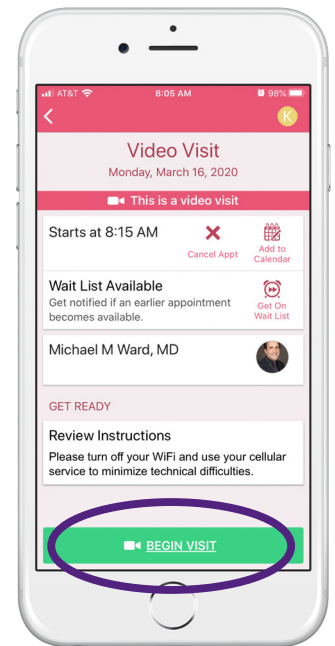 AT&T 8:05 AM 98%
K
Video Visit
Monday, March 16, 2020
This is a video visit
Starts at 8:15 AM
Cancel Appt
Add to
Calendar
Wait List Available
Get notified if an earlier appointment
becomes available.
Get On
Wait List
Michael M Ward, MD
GET READY
Review Instructions
Please turn off your WiFi and use your cellular
service to minimize technical difficulties.
BEGIN VISIT